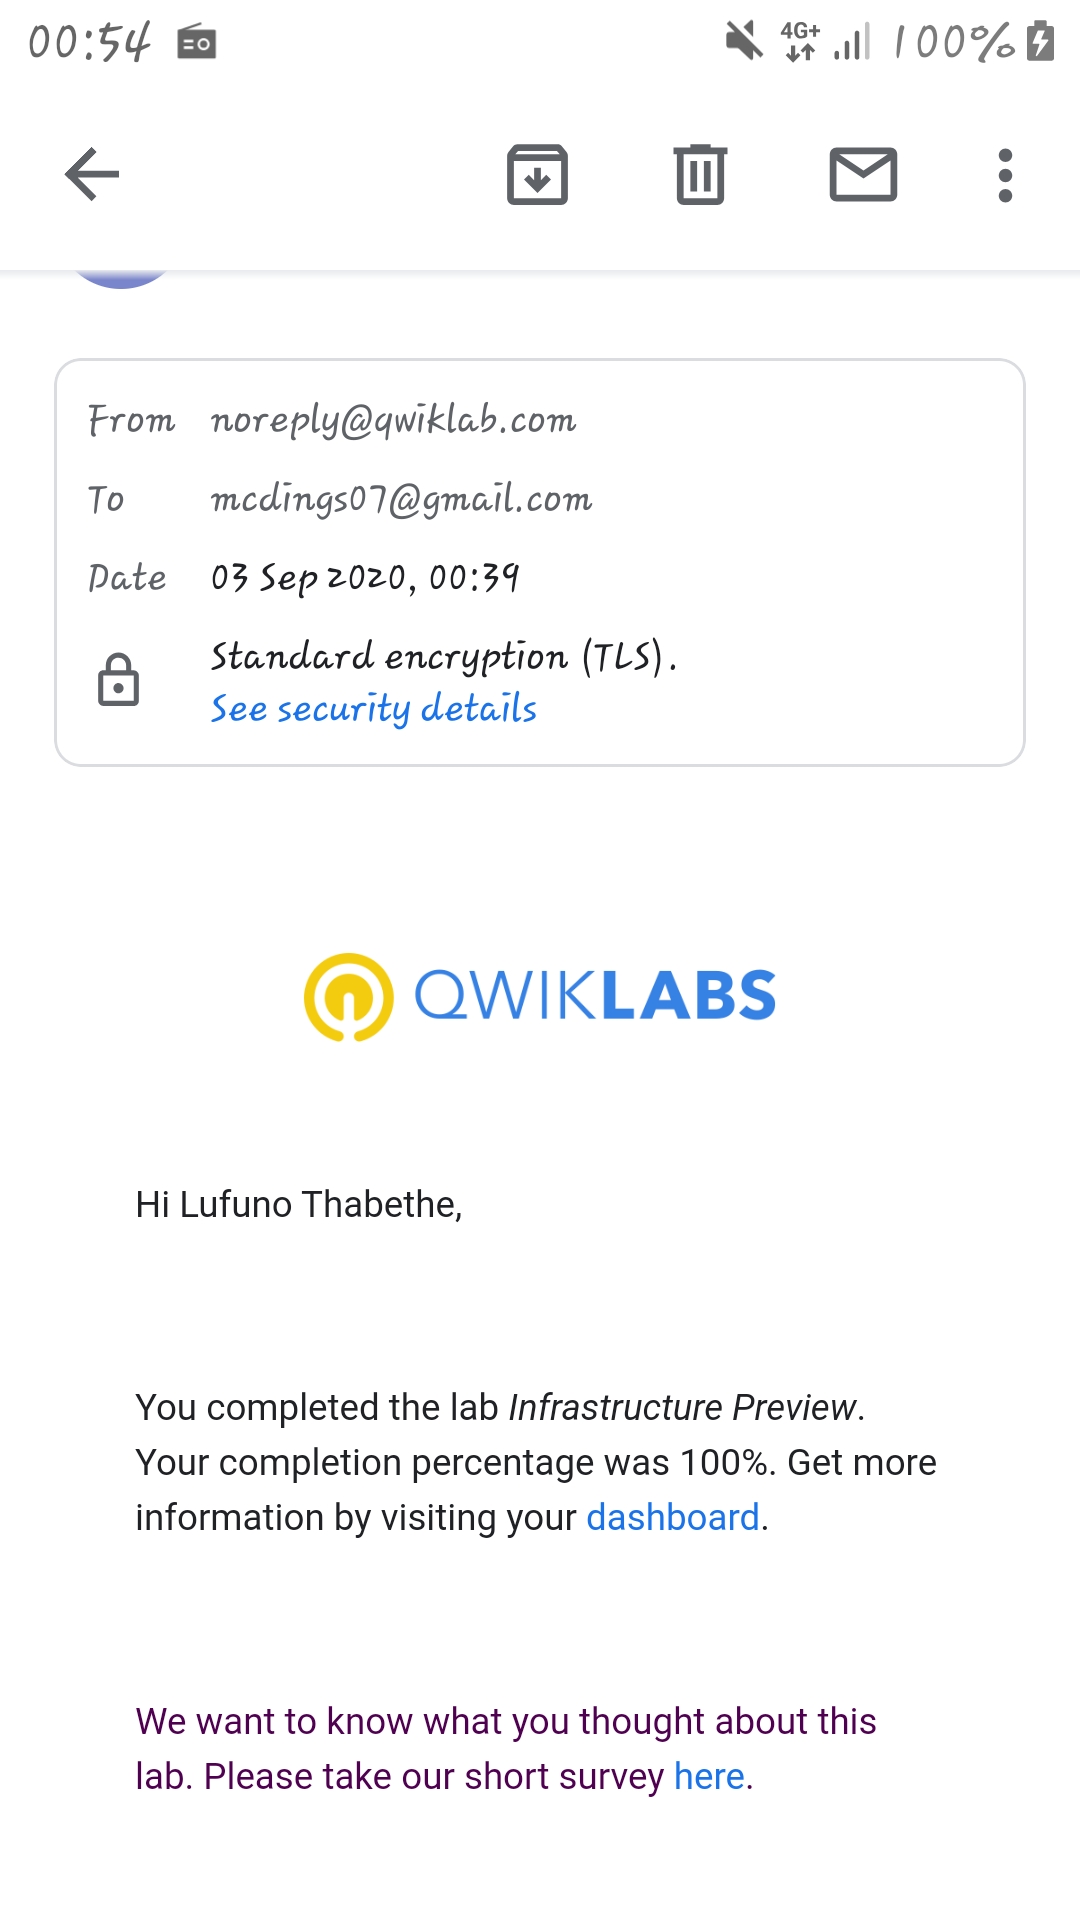 00:54 4G+ 100%
From noreply@qwiklab.com
To mcdings07@gmail.com
Date 03 Sep 2020, 00:39
Standard encryption (TLS).
See security details
QWIKLABS
Hi Lufuno Thabethe,
You completed the lab Infrastructure Preview.
Your completion percentage was 100%. Get more
information by visiting your dashboard.
We want to know what you thought about this
lab. Please take our short survey here.